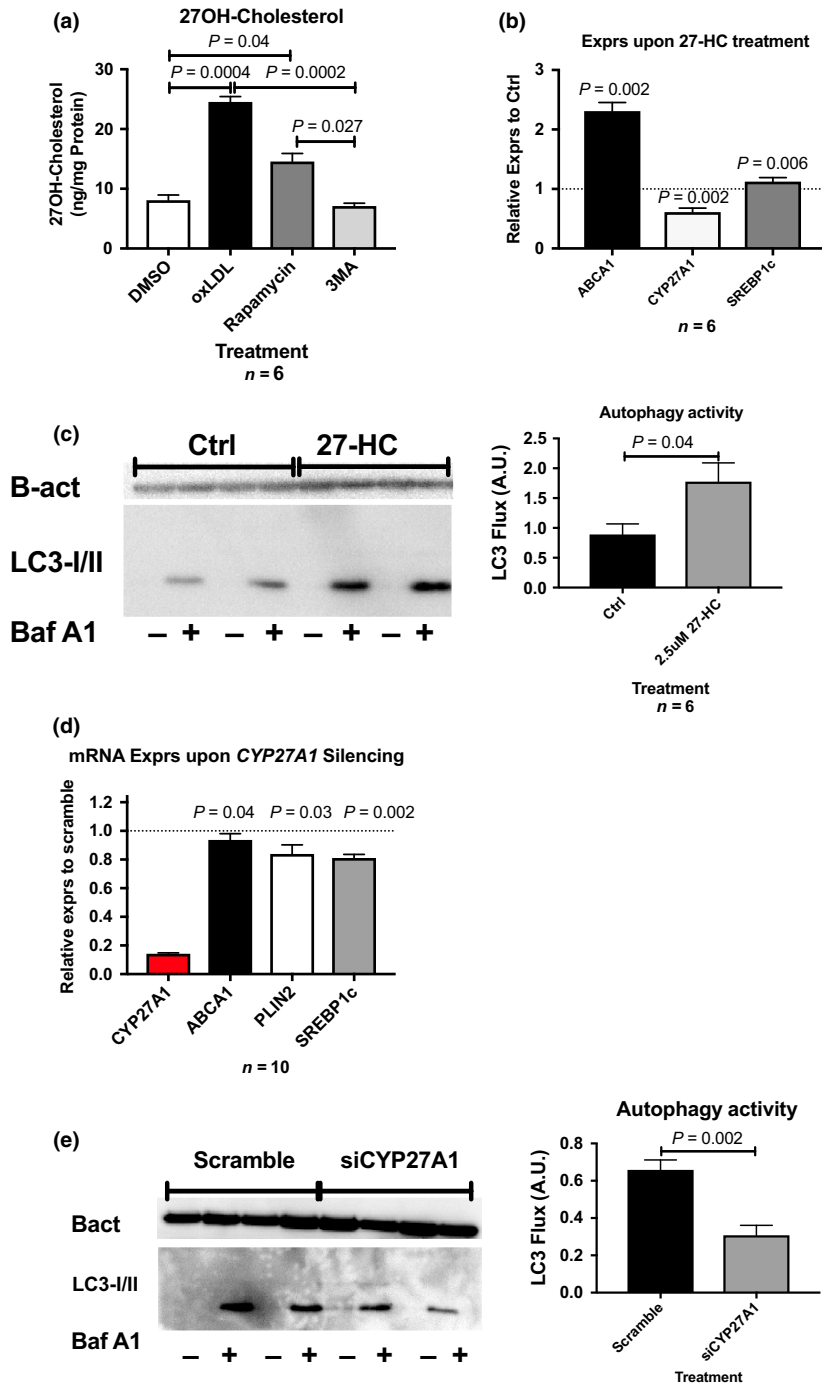 (a)
27OH-Cholesterol
P = 0.04
P = 0.0004
P = 0.0002
P = 0.027
27OH-Cholesterol
(ng/mg Protein)
30
20
10
0
DMSO
oxLDL
Rapamycin
3MA
Treatment
n = 6
(b)
Exprs upon 27-HC treatment
Relative Exprs to Ctrl
3
2
1
0
P = 0.002
P = 0.002
P = 0.006
ABCA1
CYP27A1
SREBP1c
n = 6
(c)
Ctrl
27-HC
B-act
LC3-I/II
Baf A1
– + – + – + – +
Autophagy activity
P = 0.04
LC3 Flux (A.U.)
2.5
2.0
1.5
1.0
0.5
0.0
Ctrl
2.5uM 27-HC
Treatment
n = 6
(d)
mRNA Exprs upon CYP27A1 Silencing
Relative exprs to scramble
1.2
1.0
0.8
0.6
0.4
0.2
0.0
P = 0.04
P = 0.03
P = 0.002
CYP27A1
ABCA1
PLIN2
SREBP1c
n = 10
(e)
Scramble
siCYP27A1
Bact
LC3-I/II
Baf A1
– + – + – + – +
Autophagy activity
P = 0.002
LC3 Flux (A.U.)
0.8
0.6
0.4
0.2
0.0
Scramble
siCYP27A1
Treatment